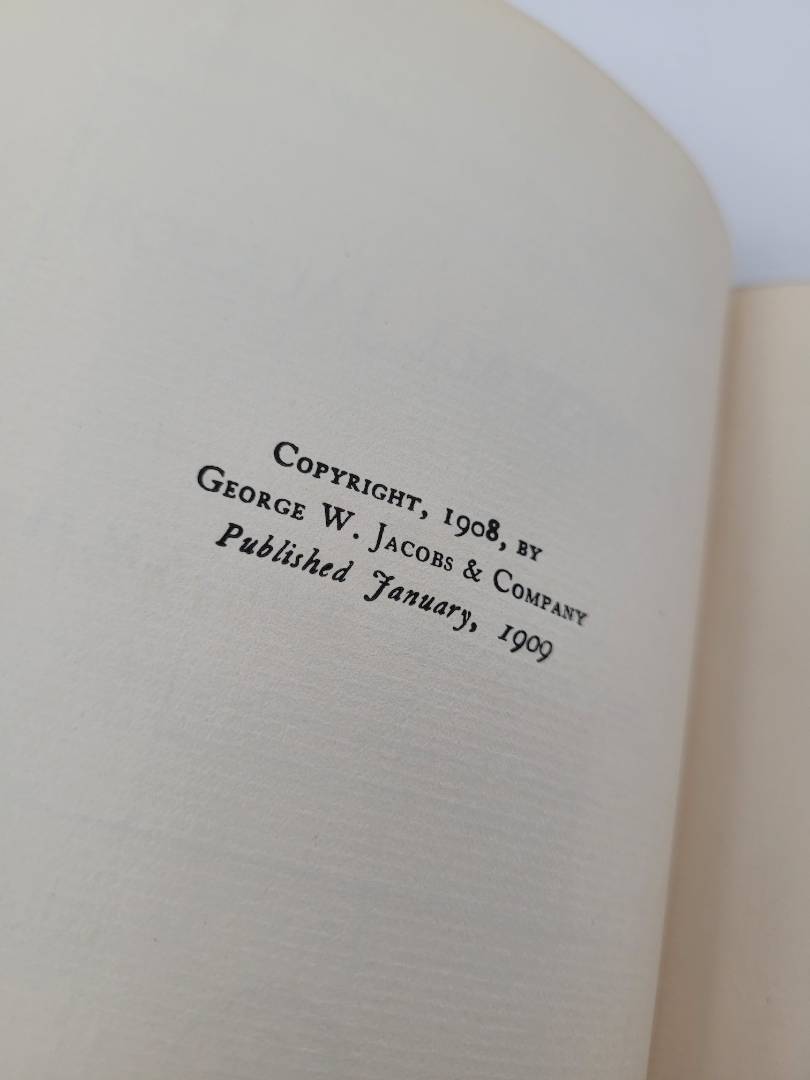 Copyright, 1908, by
George W. Jacobs & Company
Published January, 1909